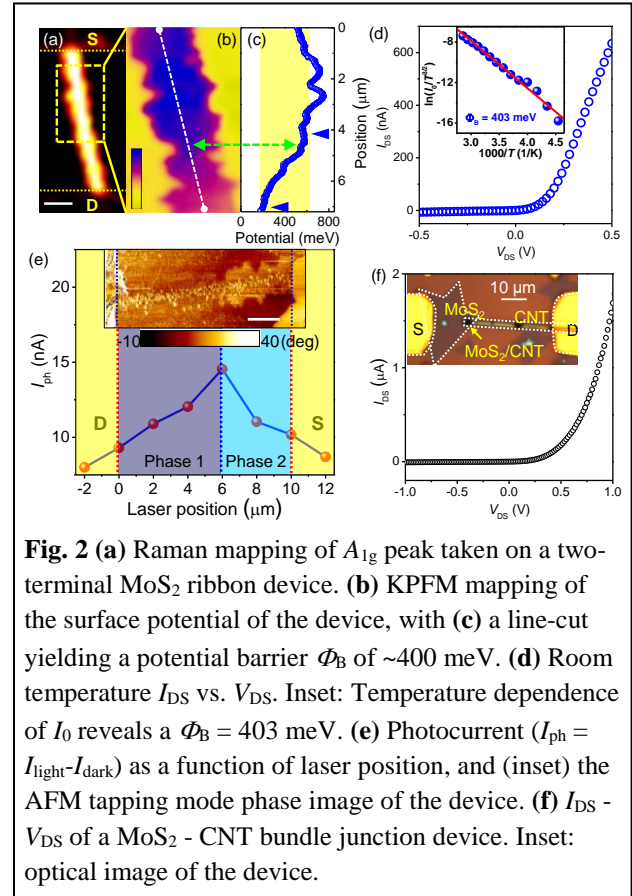 (a)
S
D
(b)
(c)
0
2
4
6
Position (μm)
0 400 800
Potential (meV)
(d)
600
400
200
0
I_DS (nA)
-0.5 0.0 0.5
V_DS (V)
-8
-12
-16
ln(I_0/T^3/2)
Φ_B = 403 meV
3.0 3.5 4.0 4.5
1000/T (1/K)
(e)
20
15
10
I_ph (nA)
-10 40 (deg)
D
S
Phase 1
Phase 2
-2 0 2 4 6 8 10 12
Laser position (μm)
(f)
2
1
0
I_DS (μA)
10 μm
S
MoS₂
CNT
D
MoS₂/CNT
-1.0 -0.5 0.0 0.5 1.0
V_DS (V)
Fig. 2 (a) Raman mapping of A₁g peak taken on a two-
terminal MoS₂ ribbon device. (b) KPFM mapping of
the surface potential of the device, with (c) a line-cut
yielding a potential barrier Φ_B of ~400 meV. (d) Room
temperature I_DS vs. V_DS. Inset: Temperature dependence
of I₀ reveals a Φ_B = 403 meV. (e) Photocurrent (I_ph =
I_light-I_dark) as a function of laser position, and (inset) the
AFM tapping mode phase image of the device. (f) I_DS -
V_DS of a MoS₂ - CNT bundle junction device. Inset:
optical image of the device.